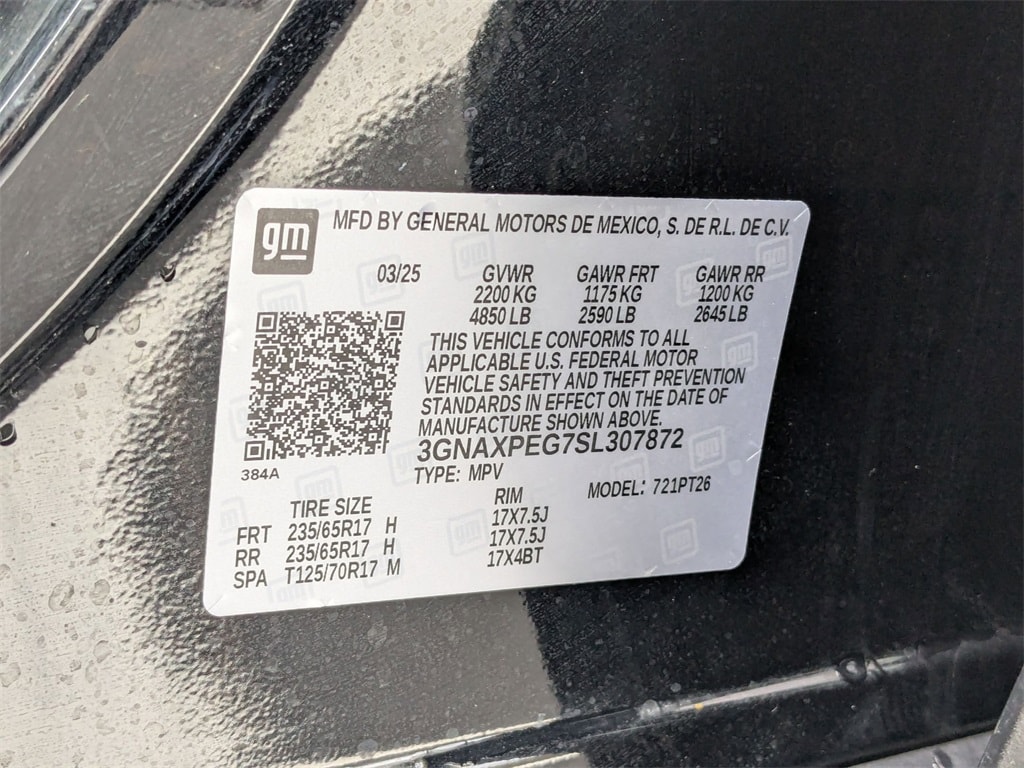 gm MFD BY GENERAL MOTORS DE MEXICO, S. DE R.L. DE C.V.
03/25 GVWR GAWR FRT GAWR RR
2200 KG 1175 KG 1200 KG
4850 LB 2590 LB 2645 LB
THIS VEHICLE CONFORMS TO ALL
APPLICABLE U.S. FEDERAL MOTOR
VEHICLE SAFETY AND THEFT PREVENTION
STANDARDS IN EFFECT ON THE DATE OF
MANUFACTURE SHOWN ABOVE.
3GNAXPEG7SL307872
384A
TYPE: MPV MODEL: 721PT26
TIRE SIZE RIM
FRT 235/65R17 H 17X7.5J
RR 235/65R17 H 17X7.5J
SPA T125/70R17 M 17X4BT